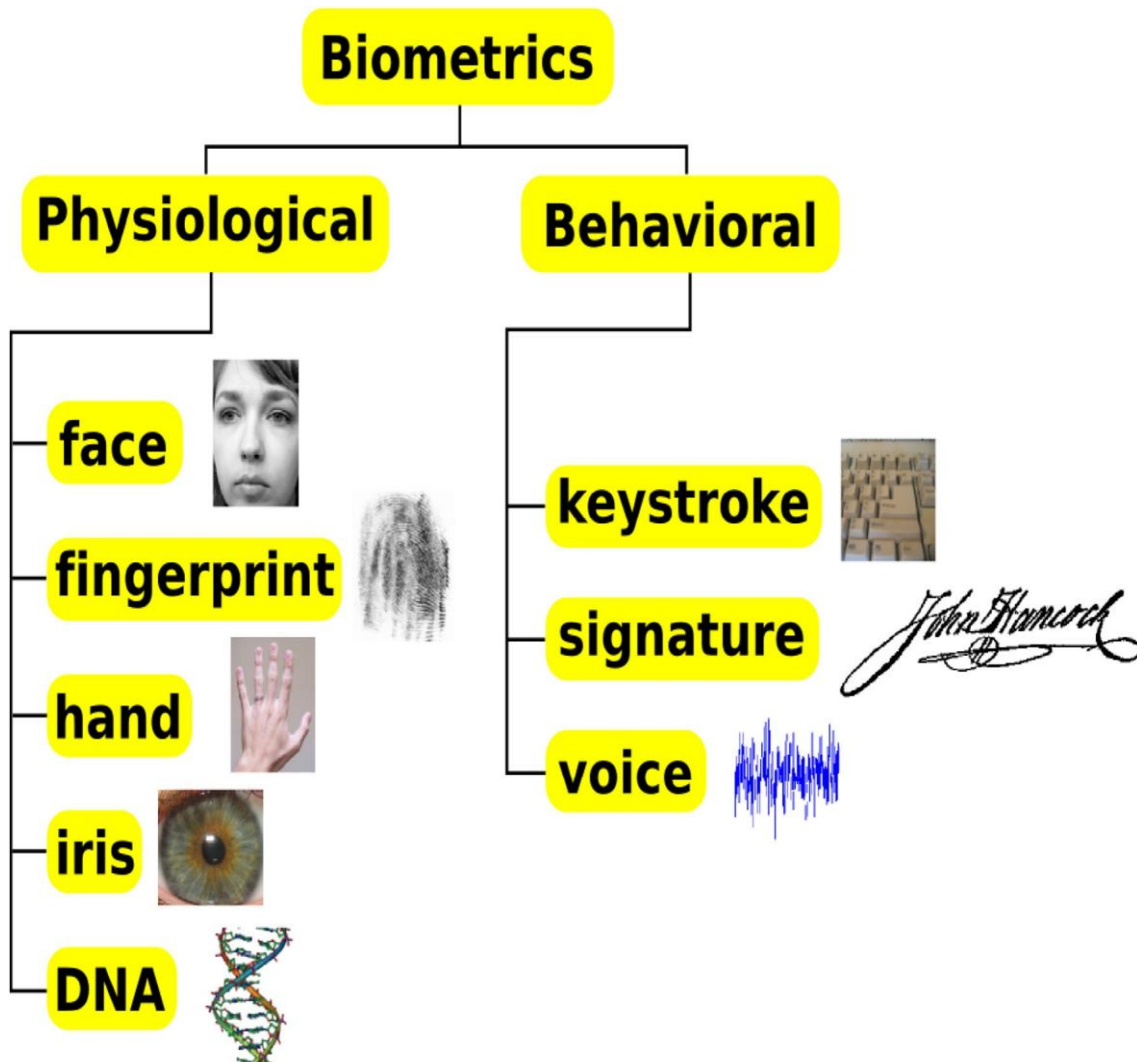 Biometrics
Physiological
Behavioral
face
fingerprint
hand
iris
DNA
keystroke
signature
John Hancock
voice